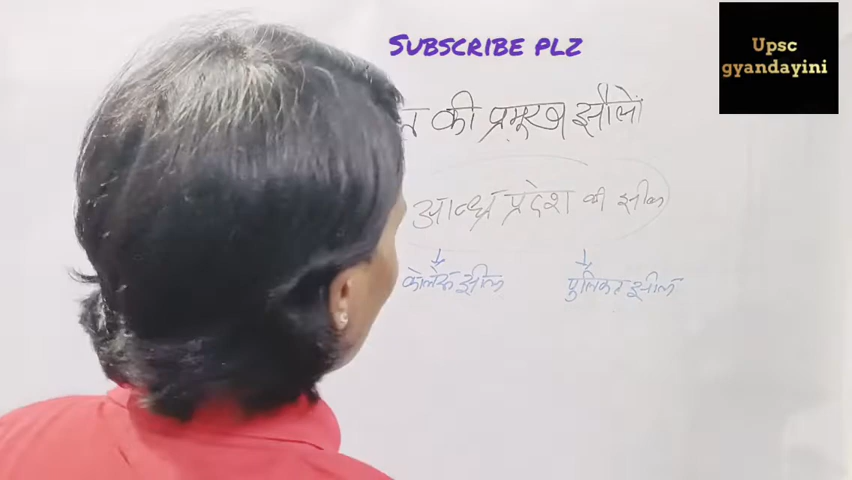 SUBSCRIBE PLZ
Upsc
gyandayini
की प्रमुख झीलें
आन्ध्र प्रदेश की झील
कोलेरु झील पुलिकट झील